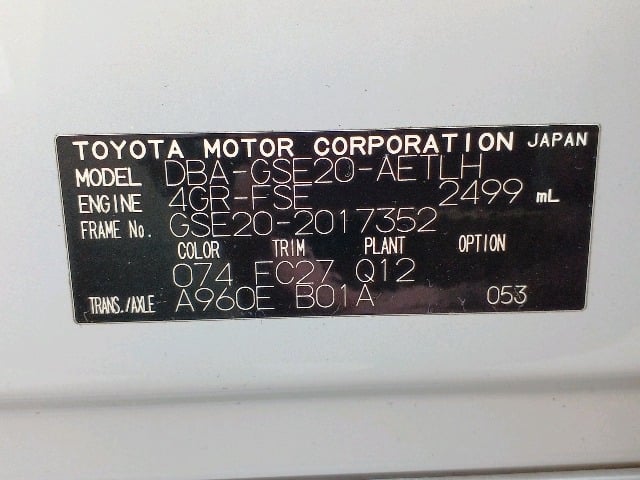 TOYOTA MOTOR CORPORATION JAPAN
MODEL DBA-GSE20-AETLH
ENGINE 4GR-FSE 2499 mL
FRAME No. GSE20-2017352
COLOR TRIM PLANT OPTION
074 FC27 Q12
TRANS./AXLE A960E B01A 053